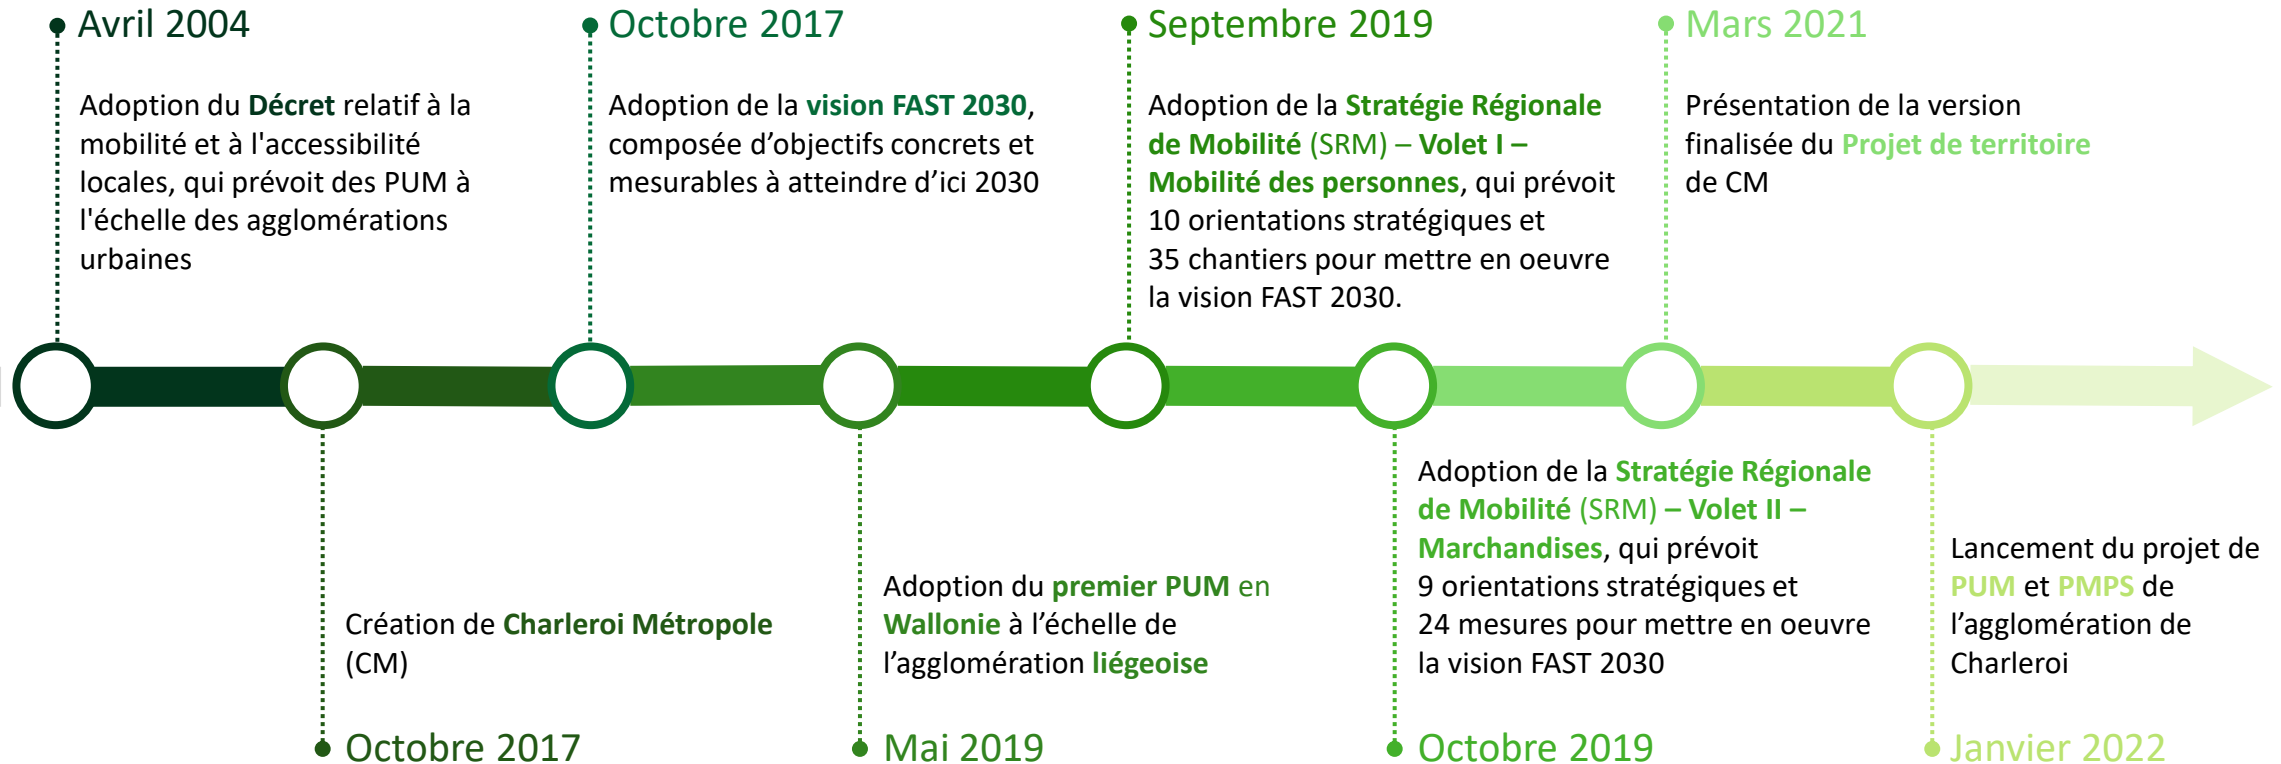 Avril 2004
Adoption du Décret relatif à la
mobilité et à l'accessibilité
locales, qui prévoit des PUM à
l'échelle des agglomérations
urbaines
Octobre 2017
Adoption de la vision FAST 2030,
composée d’objectifs concrets et
mesurables à atteindre d’ici 2030
Septembre 2019
Adoption de la Stratégie Régionale
de Mobilité (SRM) – Volet I –
Mobilité des personnes, qui prévoit
10 orientations stratégiques et
35 chantiers pour mettre en oeuvre
la vision FAST 2030.
Mars 2021
Présentation de la version
finalisée du Projet de territoire
de CM
Création de Charleroi Métropole
(CM)
Octobre 2017
Adoption du premier PUM en
Wallonie à l’échelle de
l’agglomération liégeoise
Mai 2019
Adoption de la Stratégie Régionale
de Mobilité (SRM) – Volet II –
Marchandises, qui prévoit
9 orientations stratégiques et
24 mesures pour mettre en oeuvre
la vision FAST 2030
Octobre 2019
Lancement du projet de
PUM et PMPS de
l’agglomération de
Charleroi
Janvier 2022